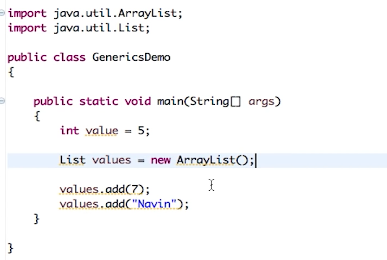 import java.util.ArrayList;
import java.util.List;
public class GenericsDemo
{
public static void main(String[] args)
{
int value = 5;
List values = new ArrayList();
values.add(7);
values.add("Navin");
}
}